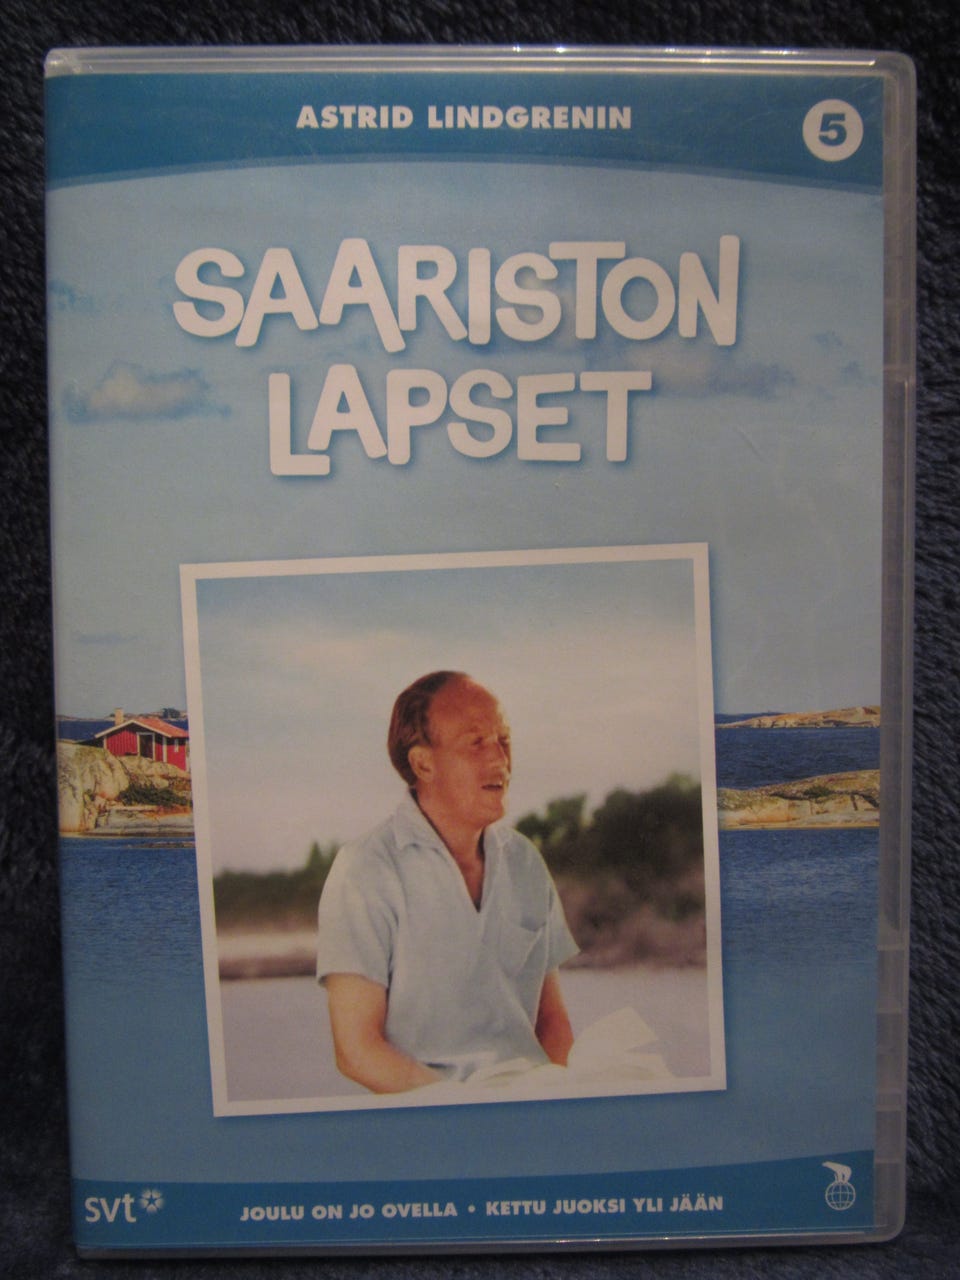 ASTRID LINDGRENIN
5
SAARISTON
LAPSET
svt
JOULU ON JO OVELLA • KETTU JUOKSI YLI JÄÄN